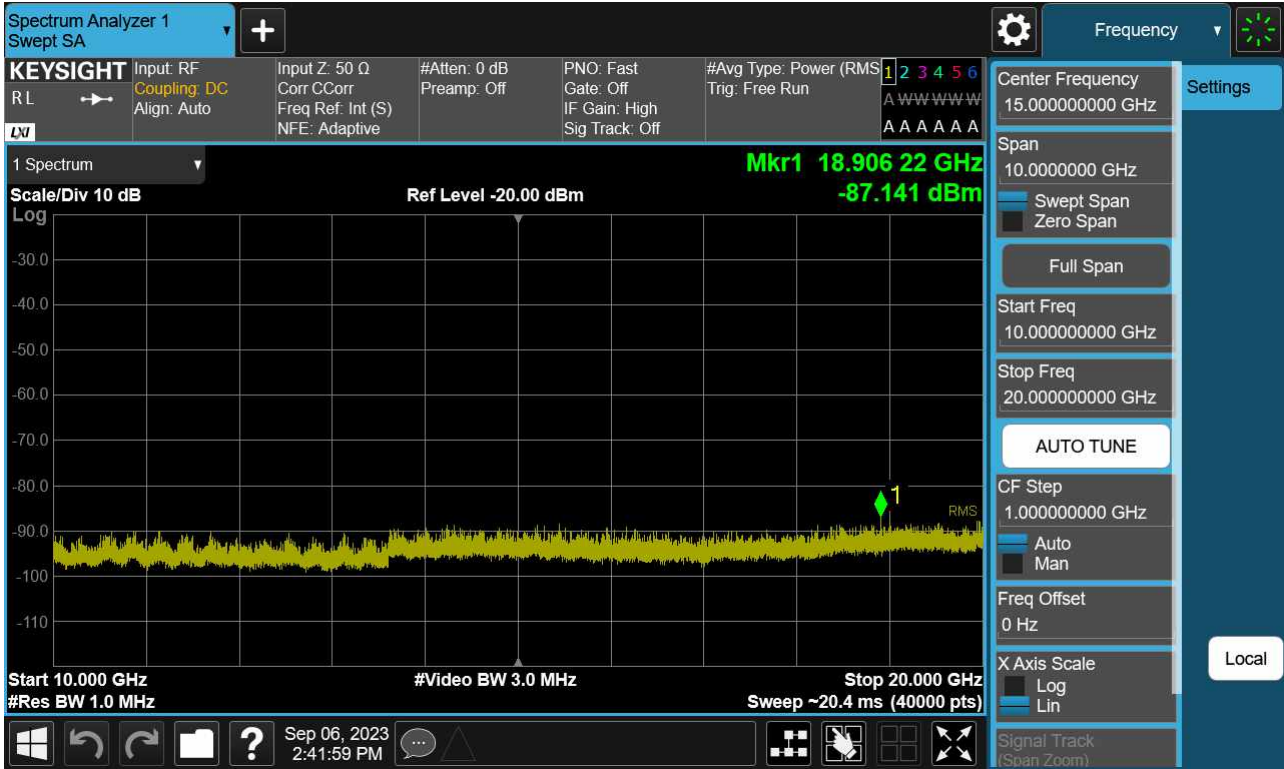 Spectrum Analyzer 1
Swept SA
+
Frequency
KEYSIGHT
R L
LXI
Input: RF
Coupling: DC
Align: Auto
Input Z: 50 Ω
Corr CCorr
Freq Ref: Int (S)
NFE: Adaptive
#Atten: 0 dB
Preamp: Off
PNO: Fast
Gate: Off
IF Gain: High
Sig Track: Off
#Avg Type: Power (RMS
Trig: Free Run
1 2 3 4 5 6
A W W W W W
A A A A A A
1 Spectrum
Mkr1 18.906 22 GHz
Scale/Div 10 dB
Ref Level -20.00 dBm
-87.141 dBm
Log
-30.0
-40.0
-50.0
-60.0
-70.0
-80.0
1
RMS
-90.0
-100
-110
Start 10.000 GHz
#Video BW 3.0 MHz
Stop 20.000 GHz
#Res BW 1.0 MHz
Sweep ~20.4 ms (40000 pts)
?
Sep 06, 2023
2:41:59 PM
Center Frequency
15.000000000 GHz
Settings
Span
10.0000000 GHz
Swept Span
Zero Span
Full Span
Start Freq
10.000000000 GHz
Stop Freq
20.000000000 GHz
AUTO TUNE
CF Step
1.000000000 GHz
Auto
Man
Freq Offset
0 Hz
X Axis Scale
Log
Lin
Local
Signal Track
(Span Zoom)